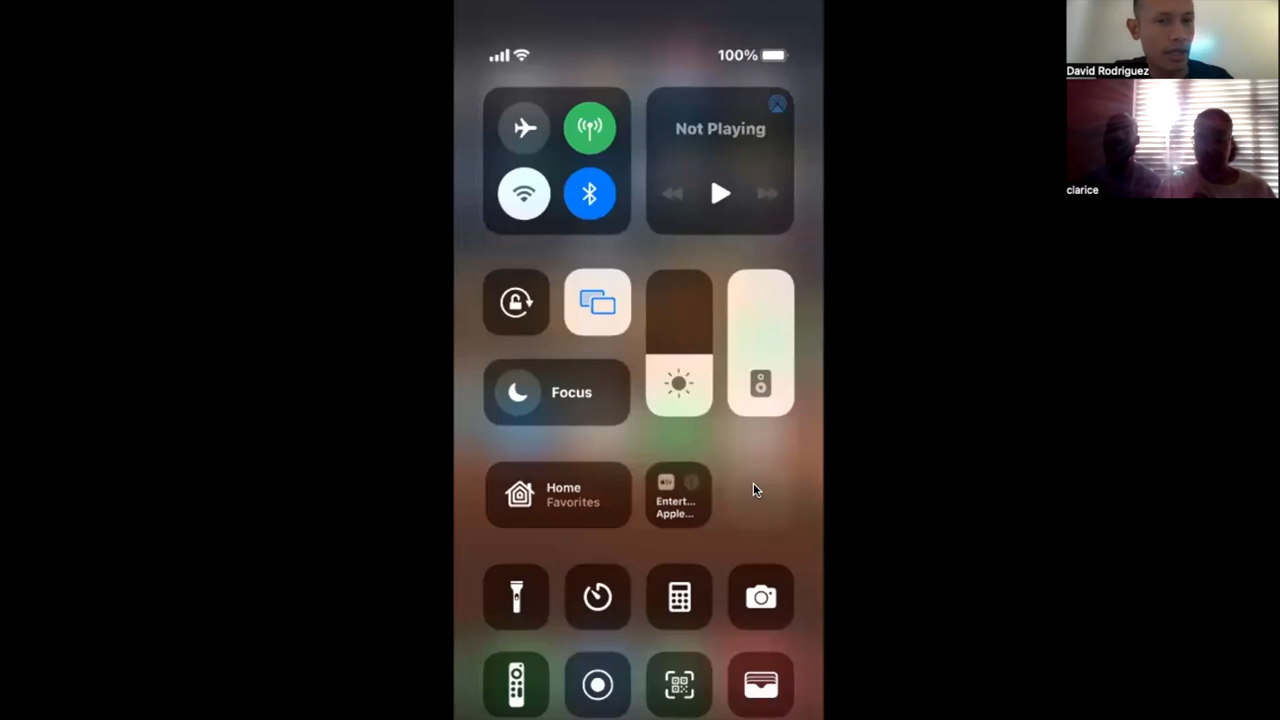 100%
Not Playing
Focus
Home
Favorites
Entert...
Apple...
David Rodriguez
clarice